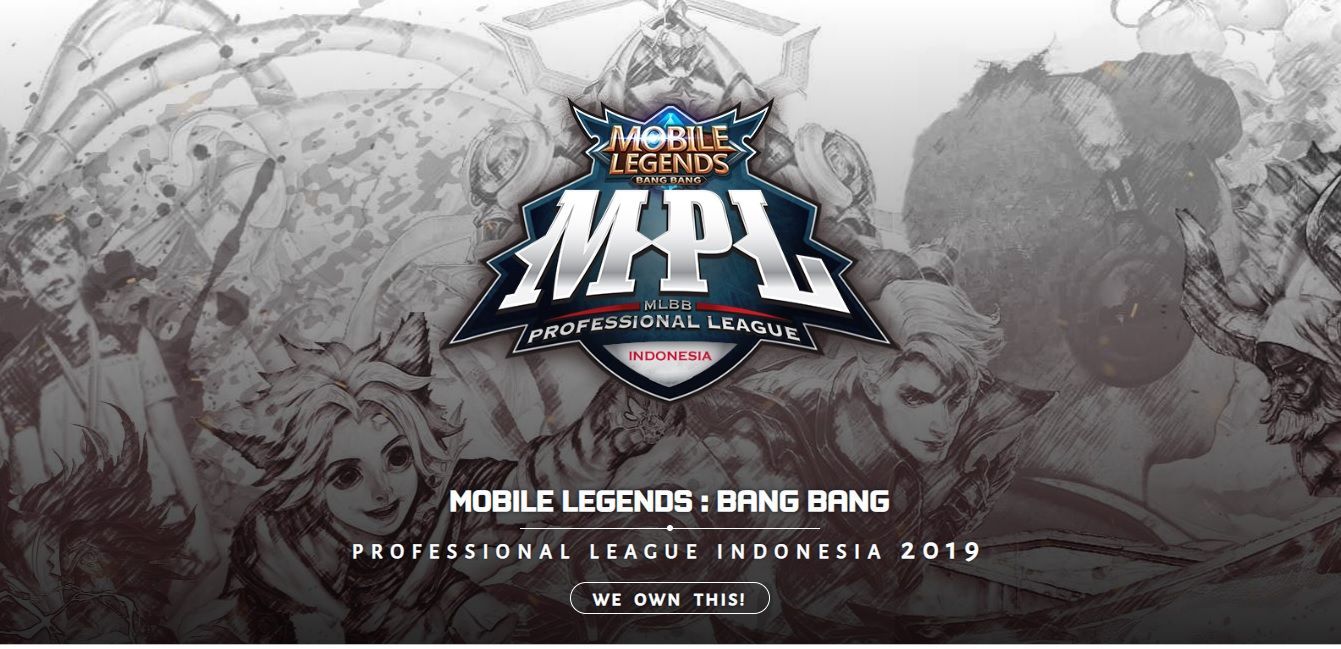 MOBILE
LEGENDS
BANG BANG
MPL
MLBB
PROFESSIONAL LEAGUE
INDONESIA
MOBILE LEGENDS : BANG BANG
PROFESSIONAL LEAGUE INDONESIA 2019
WE OWN THIS!